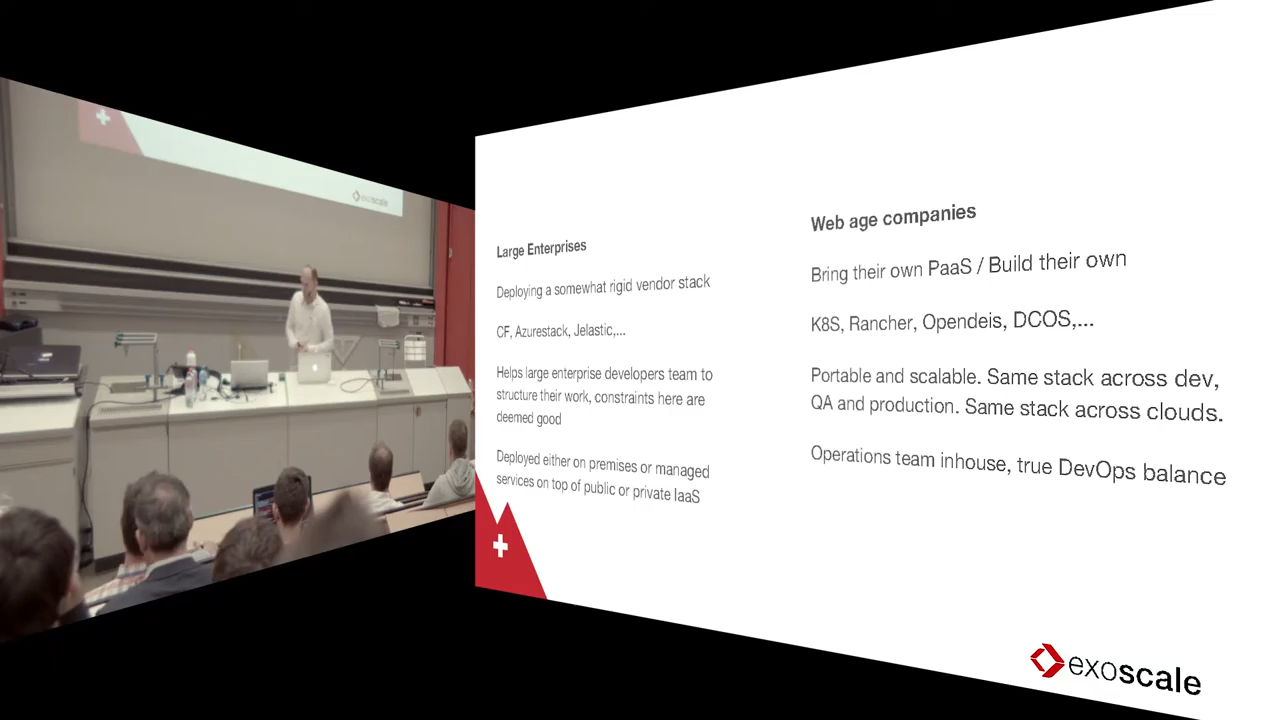 exoscale
Large Enterprises
Deploying a somewhat rigid vendor stack
CF, Azurestack, Jelastic,...
Helps large enterprise developers team to
structure their work, constraints here are
deemed good
Deployed either on premises or managed
services on top of public or private IaaS
Web age companies
Bring their own PaaS / Build their own
K8S, Rancher, Opendeis, DCOS,...
Portable and scalable. Same stack across dev,
QA and production. Same stack across clouds.
Operations team inhouse, true DevOps balance
exoscale